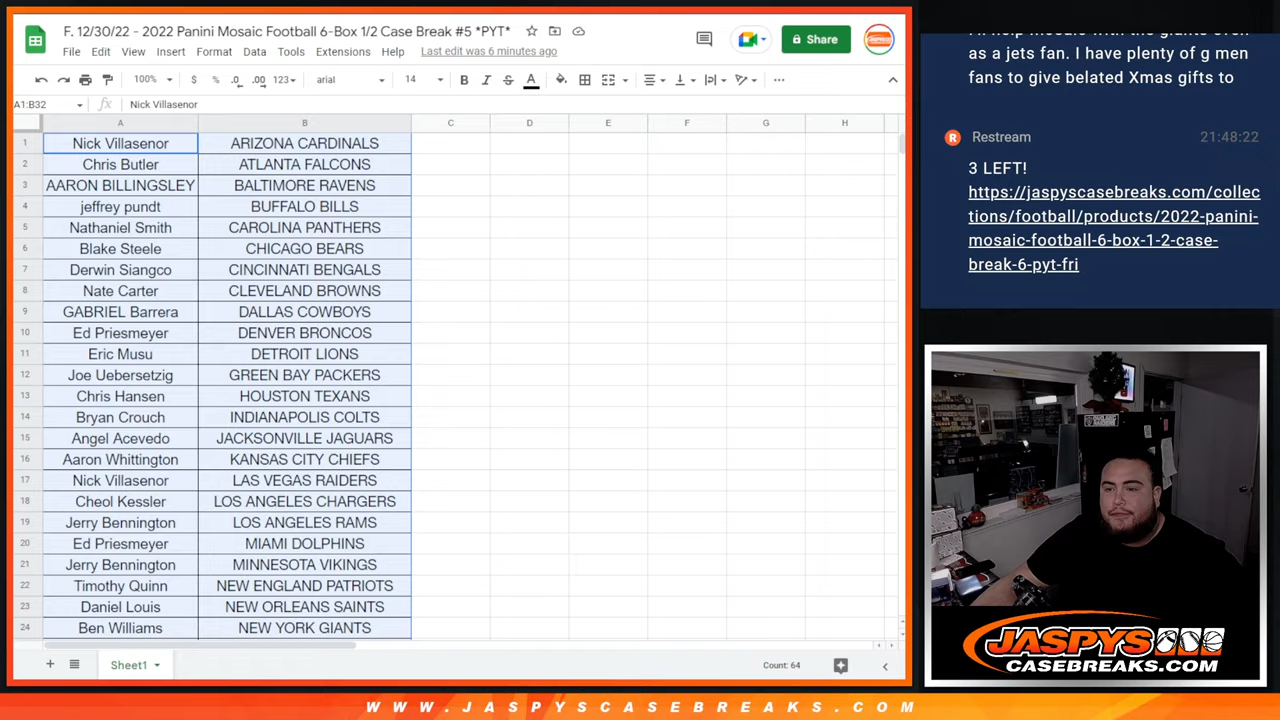 F. 12/30/22 - 2022 Panini Mosaic Football 6-Box 1/2 Case Break #5 *PYT*
File Edit View Insert Format Data Tools Extensions Help Last edit was 6 minutes ago
Share
100% $ % .0 .00 123 arial 14 B I S A
A1:B32 fx Nick Villasenor
A B C D E F G H
1 Nick Villasenor ARIZONA CARDINALS
2 Chris Butler ATLANTA FALCONS
3 AARON BILLINGSLEY BALTIMORE RAVENS
4 jeffrey pundt BUFFALO BILLS
5 Nathaniel Smith CAROLINA PANTHERS
6 Blake Steele CHICAGO BEARS
7 Derwin Siangco CINCINNATI BENGALS
8 Nate Carter CLEVELAND BROWNS
9 GABRIEL Barrera DALLAS COWBOYS
10 Ed Priesmeyer DENVER BRONCOS
11 Eric Musu DETROIT LIONS
12 Joe Uebersetzig GREEN BAY PACKERS
13 Chris Hansen HOUSTON TEXANS
14 Bryan Crouch INDIANAPOLIS COLTS
15 Angel Acevedo JACKSONVILLE JAGUARS
16 Aaron Whittington KANSAS CITY CHIEFS
17 Nick Villasenor LAS VEGAS RAIDERS
18 Cheol Kessler LOS ANGELES CHARGERS
19 Jerry Bennington LOS ANGELES RAMS
20 Ed Priesmeyer MIAMI DOLPHINS
21 Jerry Bennington MINNESOTA VIKINGS
22 Timothy Quinn NEW ENGLAND PATRIOTS
23 Daniel Louis NEW ORLEANS SAINTS
24 Ben Williams NEW YORK GIANTS
Sheet1 Count: 64
as a jets fan. I have plenty of g men
fans to give belated Xmas gifts to
Restream 21:48:22
3 LEFT!
https://jaspyscasebreaks.com/collec
tions/football/products/2022-panini-
mosaic-football-6-box-1-2-case-
break-6-pyt-fri
JASPYS
CASEBREAKS.COM
WWW.JASPYSCASEBREAKS.COM